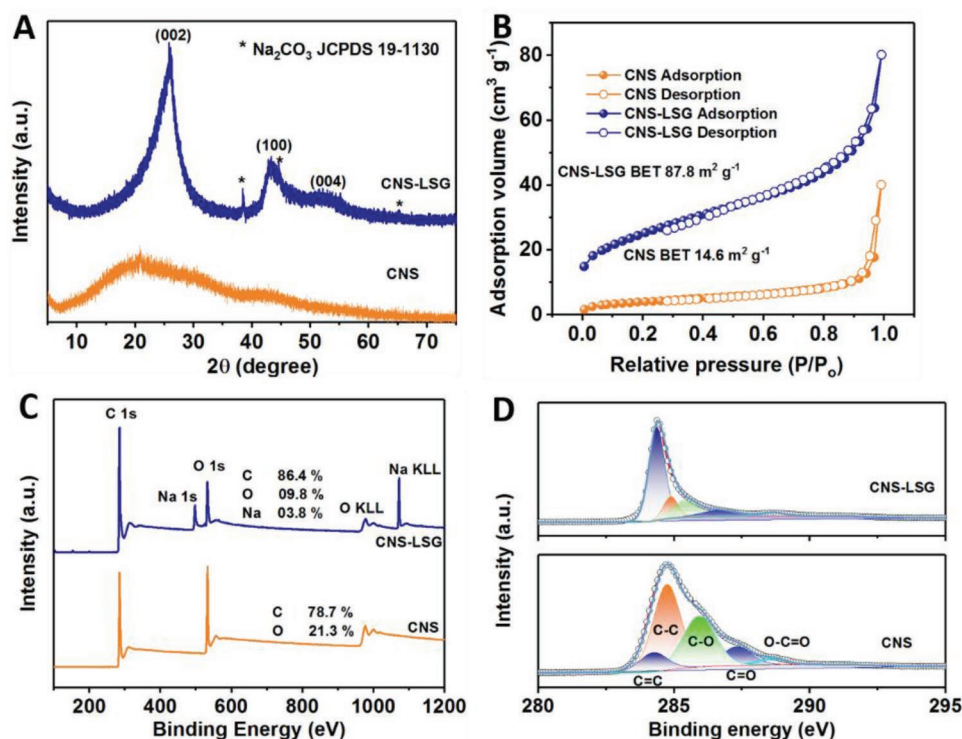 A
(002)
* Na₂CO₃ JCPDS 19-1130
(100)
*
(004)
*
CNS-LSG
*
CNS
Intensity (a.u.)
10 20 30 40 50 60 70
2θ (degree)
B
80
60
40
20
0
CNS Adsorption
CNS Desorption
CNS-LSG Adsorption
CNS-LSG Desorption
CNS-LSG BET 87.8 m² g⁻¹
CNS BET 14.6 m² g⁻¹
Adsorption volume (cm³ g⁻¹)
0.0 0.2 0.4 0.6 0.8 1.0
Relative pressure (P/Pₒ)
C
C 1s
O 1s
Na 1s
C 86.4 %
O 09.8 %
Na 03.8 %
Na KLL
O KLL
CNS-LSG
C 78.7 %
O 21.3 %
CNS
Intensity (a.u.)
200 400 600 800 1000 1200
Binding Energy (eV)
D
CNS-LSG
C-C
C-O
O-C=O
CNS
C=C
C=O
Intensity (a.u.)
280 285 290 295
Binding energy (eV)